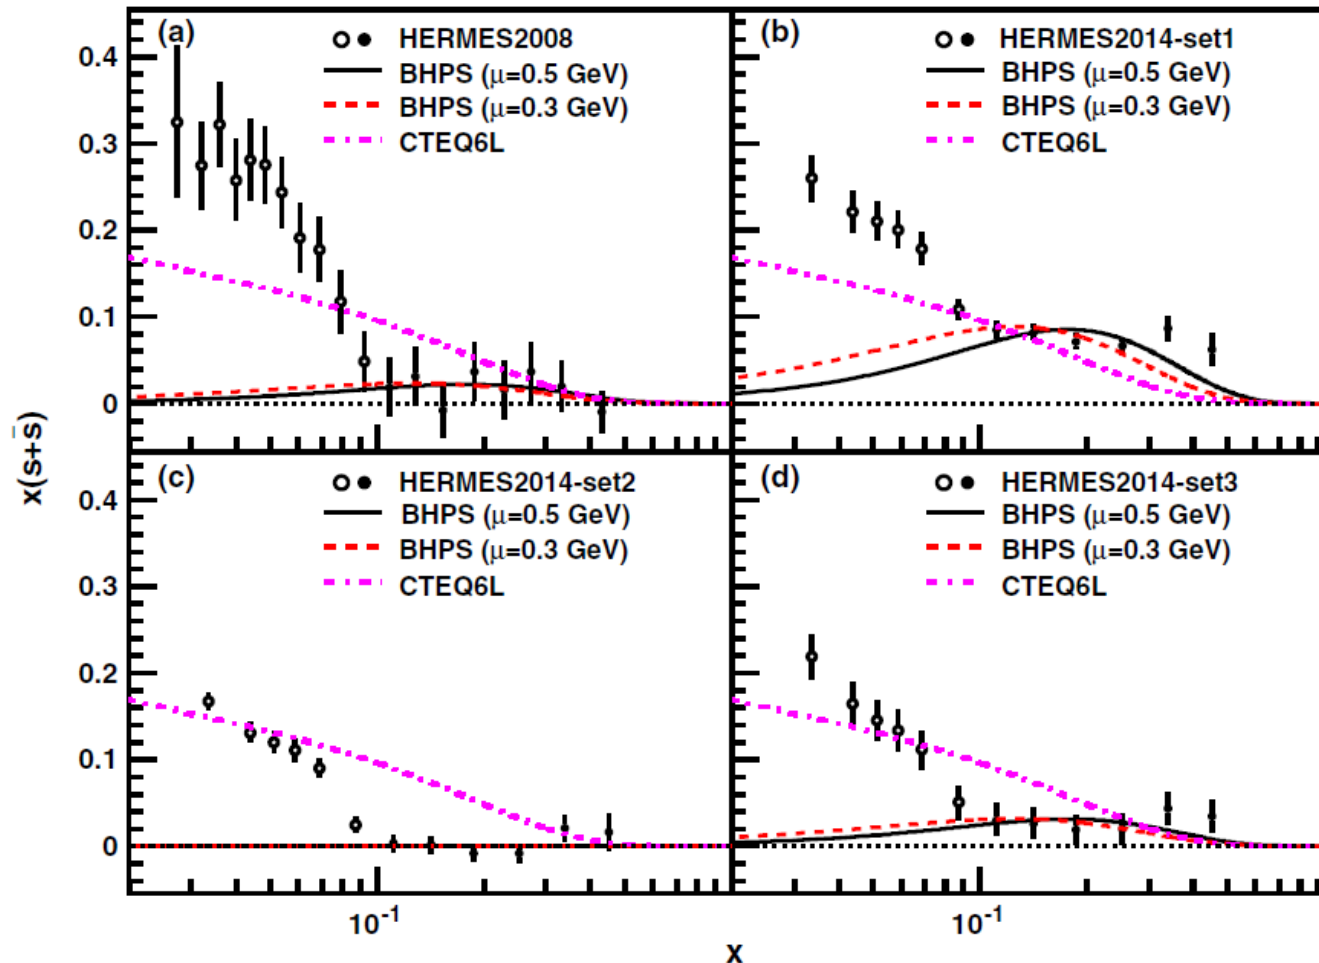 (a)
HERMES2008
BHPS (μ=0.5 GeV)
BHPS (μ=0.3 GeV)
CTEQ6L
(b)
HERMES2014-set1
BHPS (μ=0.5 GeV)
BHPS (μ=0.3 GeV)
CTEQ6L
0.4
0.3
0.2
0.1
0
(c)
HERMES2014-set2
BHPS (μ=0.5 GeV)
BHPS (μ=0.3 GeV)
CTEQ6L
(d)
HERMES2014-set3
BHPS (μ=0.5 GeV)
BHPS (μ=0.3 GeV)
CTEQ6L
0.4
0.3
0.2
0.1
0
x(s+s̄)
10⁻¹
10⁻¹
x